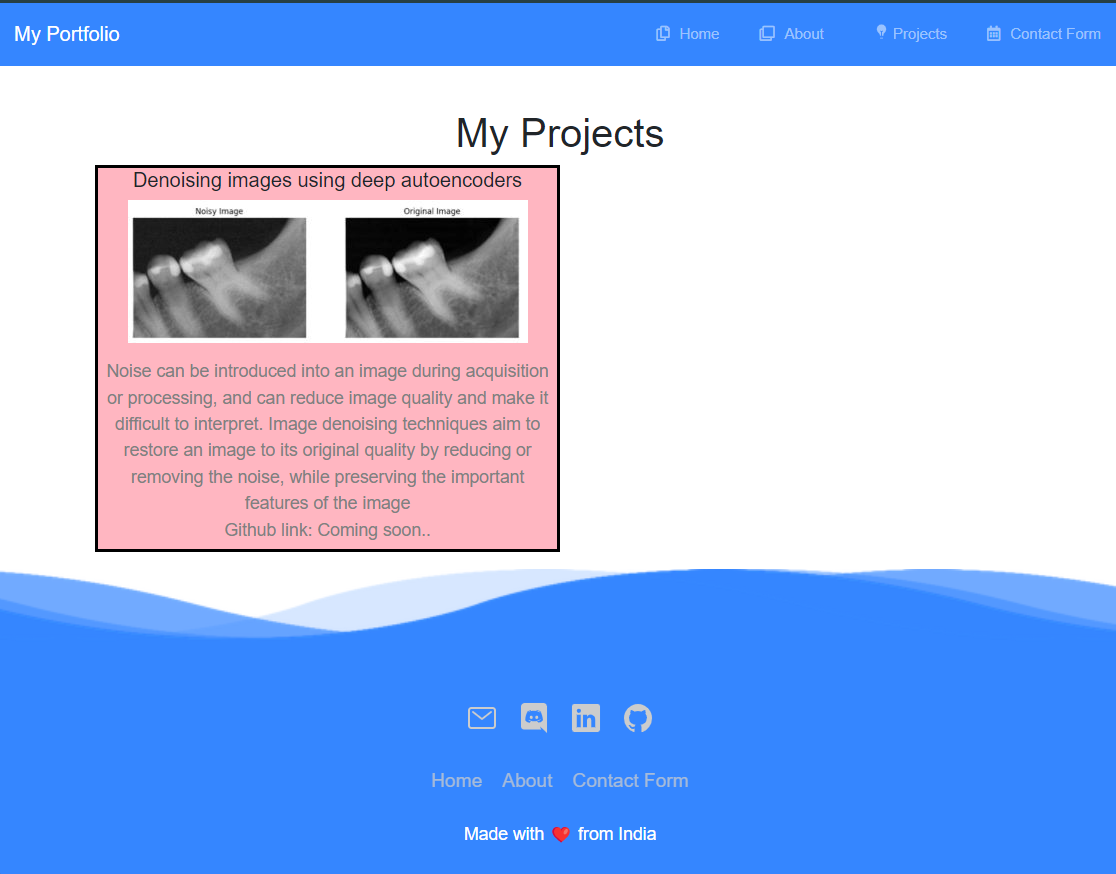 My Portfolio
Home
About
Projects
Contact Form
My Projects
Denoising images using deep autoencoders
Noisy Image
Original Image
Noise can be introduced into an image during acquisition
or processing, and can reduce image quality and make it
difficult to interpret. Image denoising techniques aim to
restore an image to its original quality by reducing or
removing the noise, while preserving the important
features of the image
Github link: Coming soon..
in
Home About Contact Form
Made with ❤️ from India